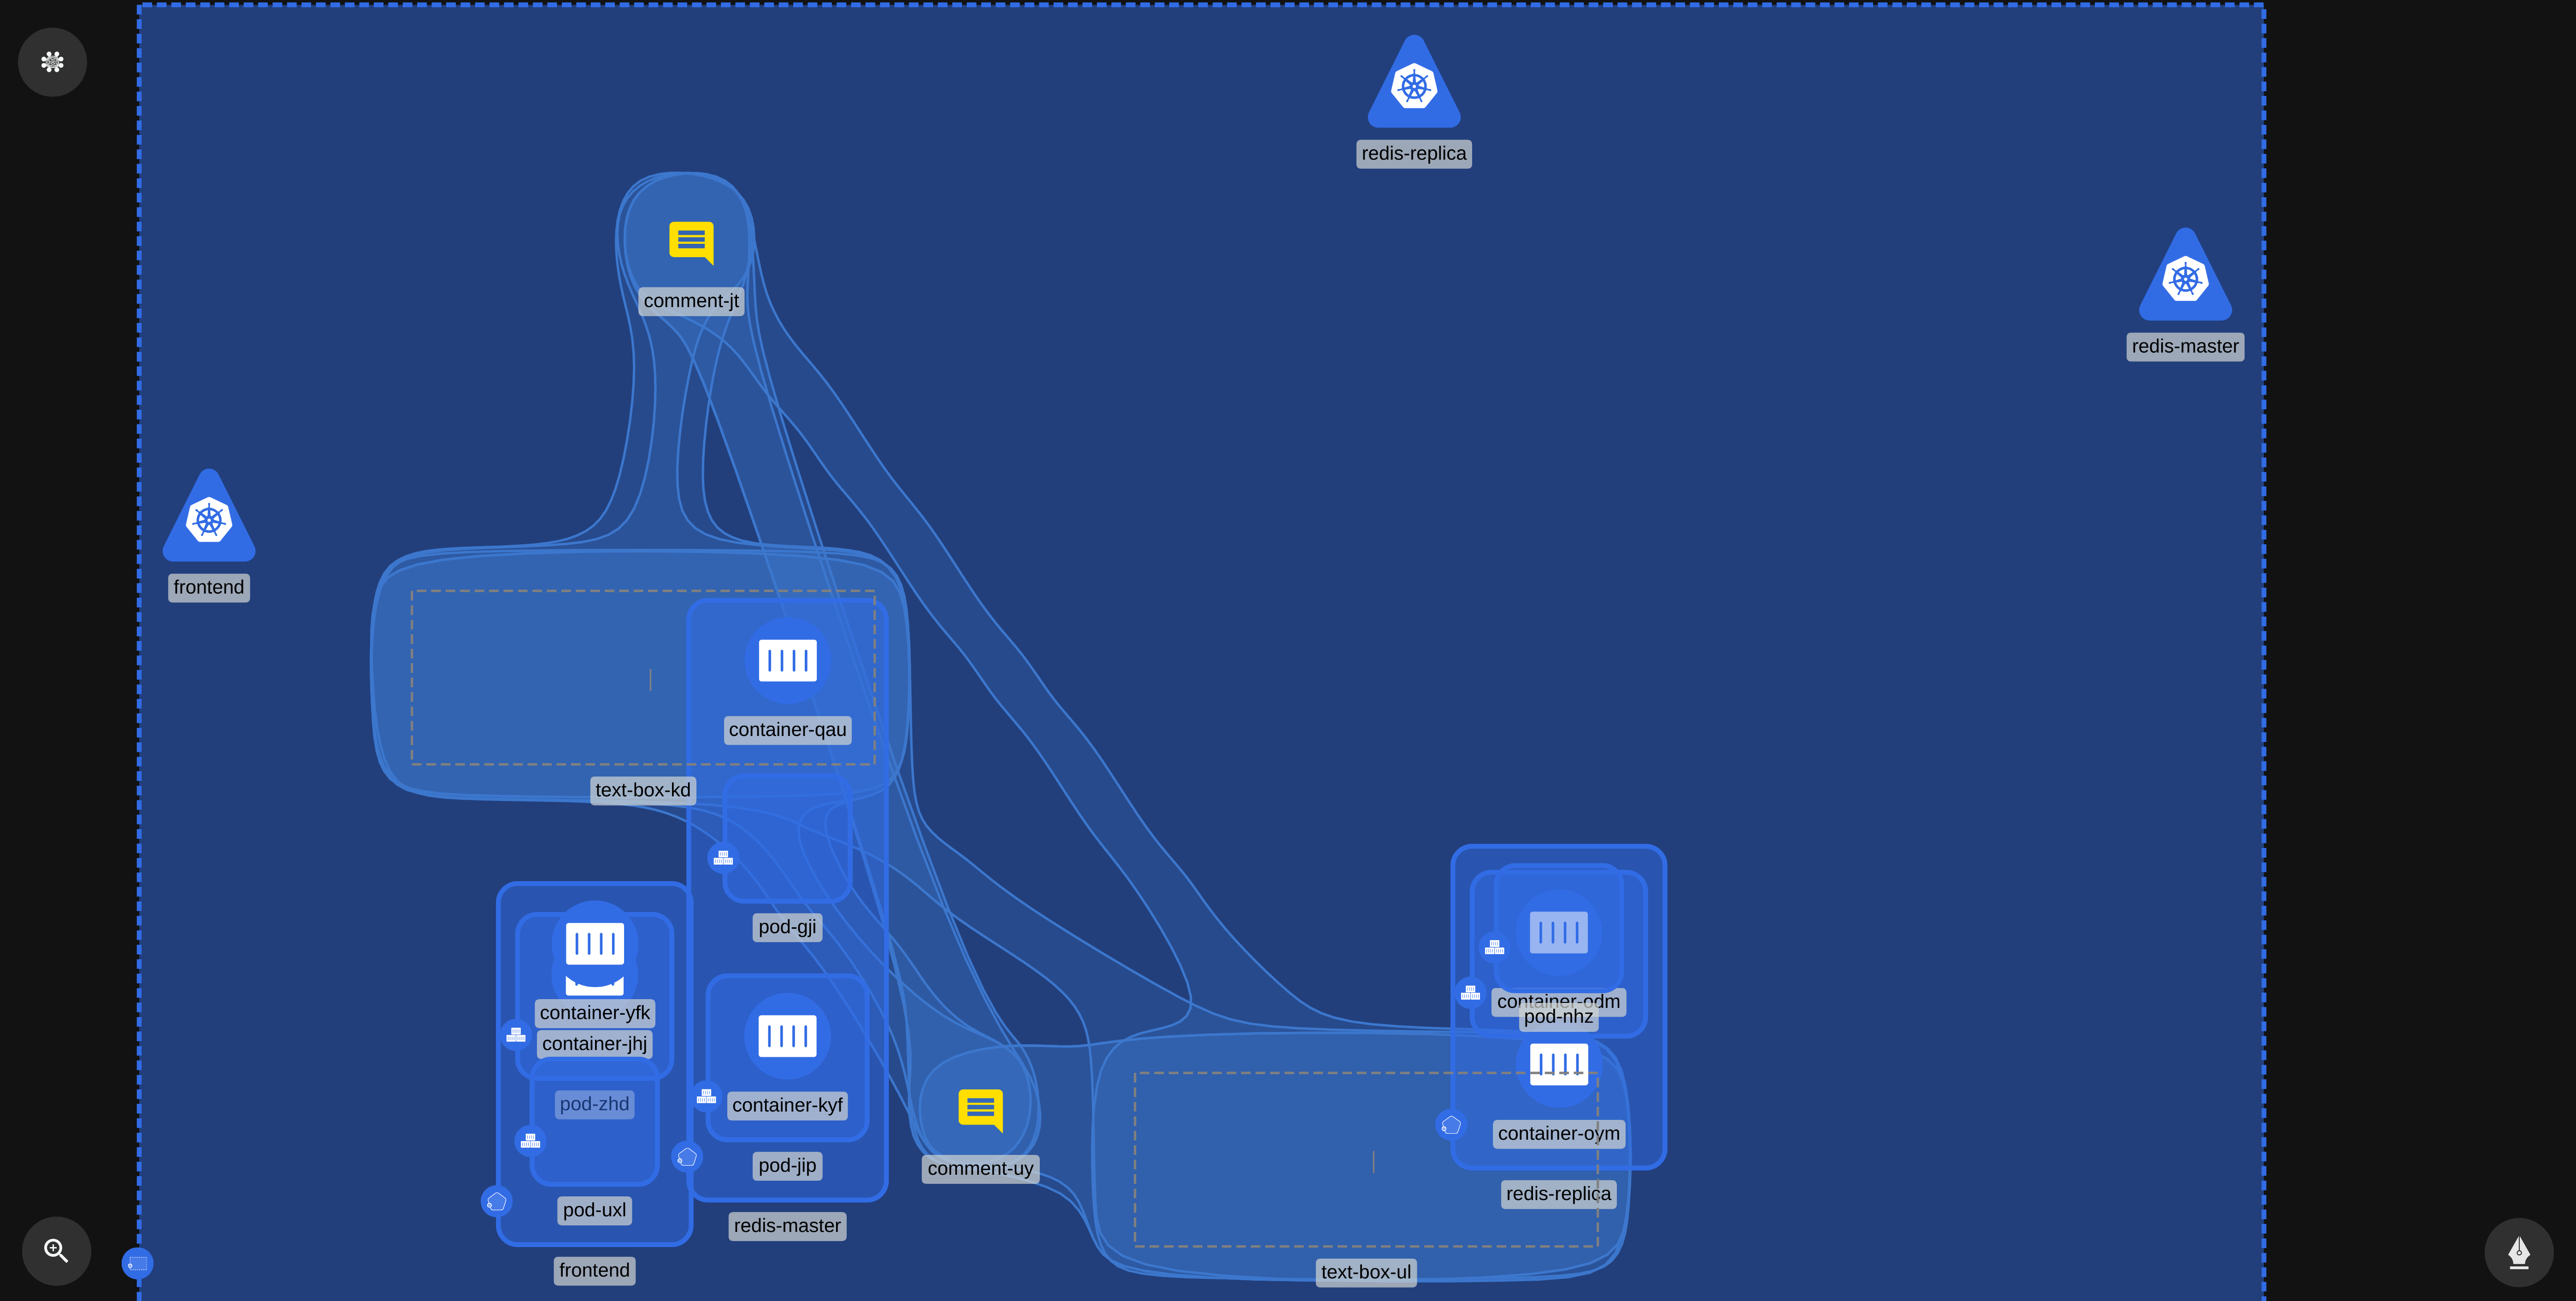 redis-replica
comment-jt
redis-master
frontend
container-qau
text-box-kd
pod-gji
container-odm
pod-nhz
container-yfk
container-jhj
pod-zhd
container-kyf
container-oym
pod-jip
comment-uy
redis-replica
pod-uxl
redis-master
frontend
text-box-ul